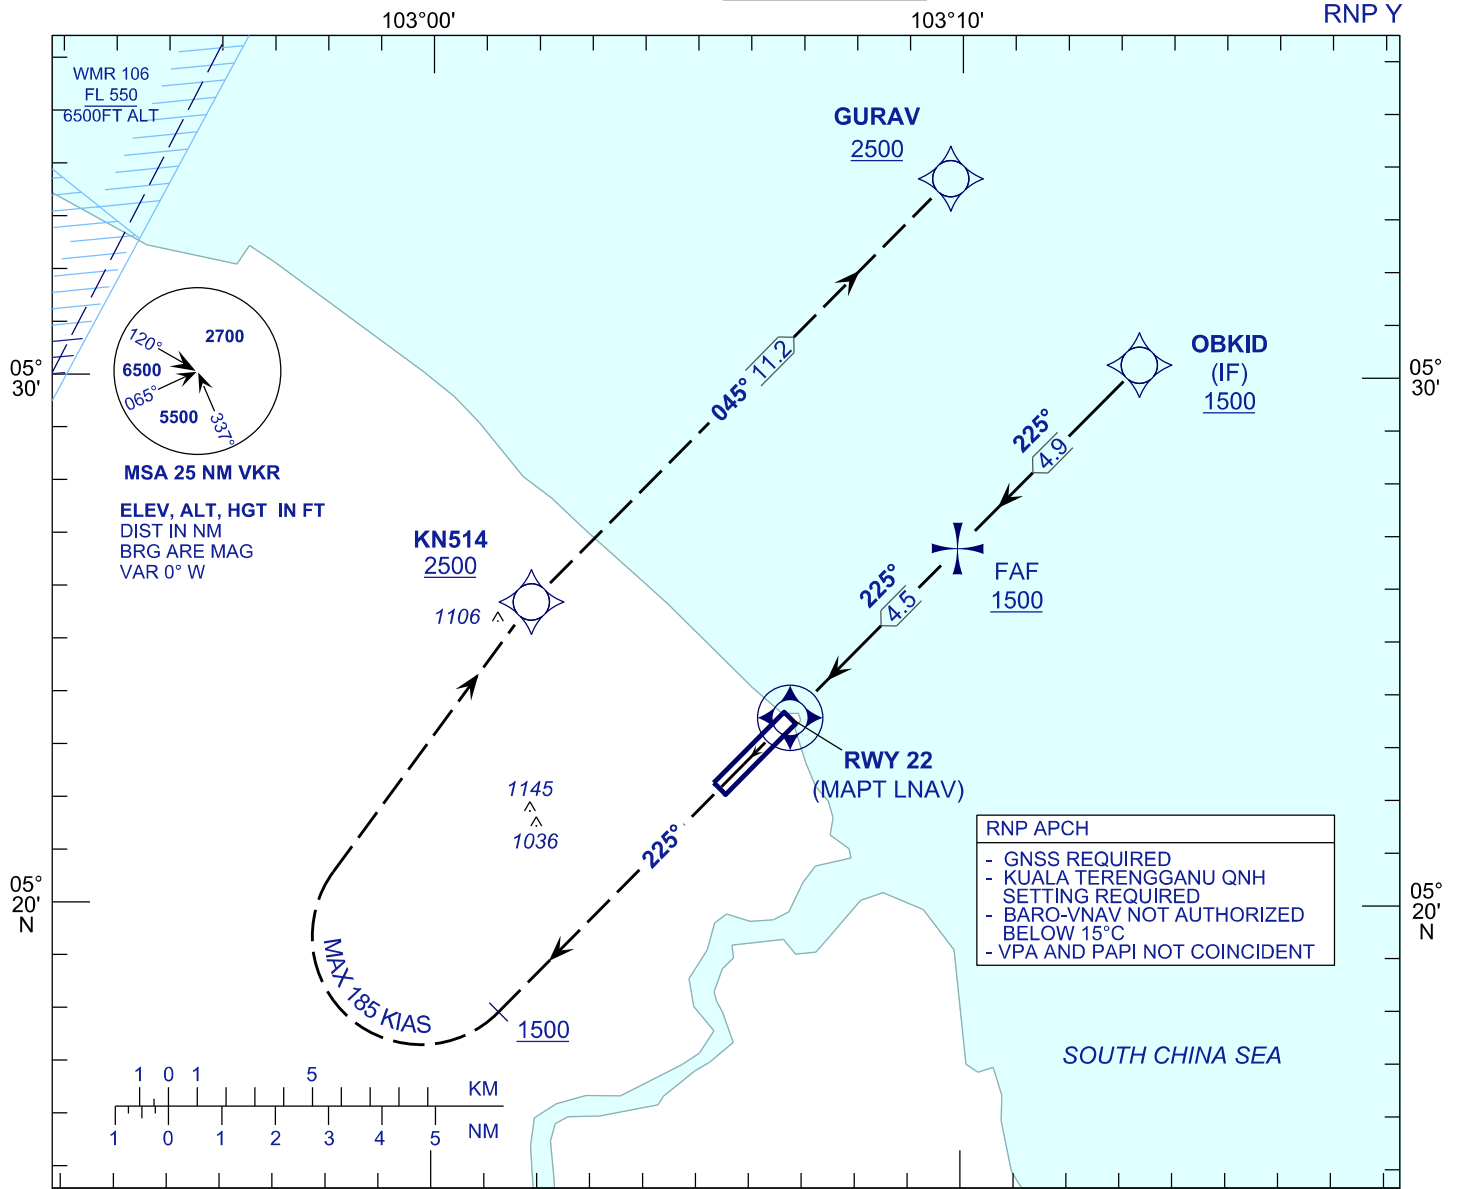 RNP Y
103°00'
103°10'
WMR 106
FL 550
6500FT ALT
GURAV
2500
OBKID
(IF)
1500
05°
30'
05°
30'
120°
2700
6500
065°
5500
337°
MSA 25 NM VKR
ELEV, ALT, HGT IN FT
DIST IN NM
BRG ARE MAG
VAR 0° W
045°
11.2
225°
4.9
KN514
2500
1106
FAF
1500
225°
4.5
RWY 22
(MAPT LNAV)
1145
1036
225°
RNP APCH
- GNSS REQUIRED
- KUALA TERENGGANU QNH
SETTING REQUIRED
- BARO-VNAV NOT AUTHORIZED
BELOW 15°C
- VPA AND PAPI NOT COINCIDENT
05°
20'
N
05°
20'
N
MAX 185 KIAS
1500
SOUTH CHINA SEA
1 0 1 5 KM
1 0 1 2 3 4 5 NM